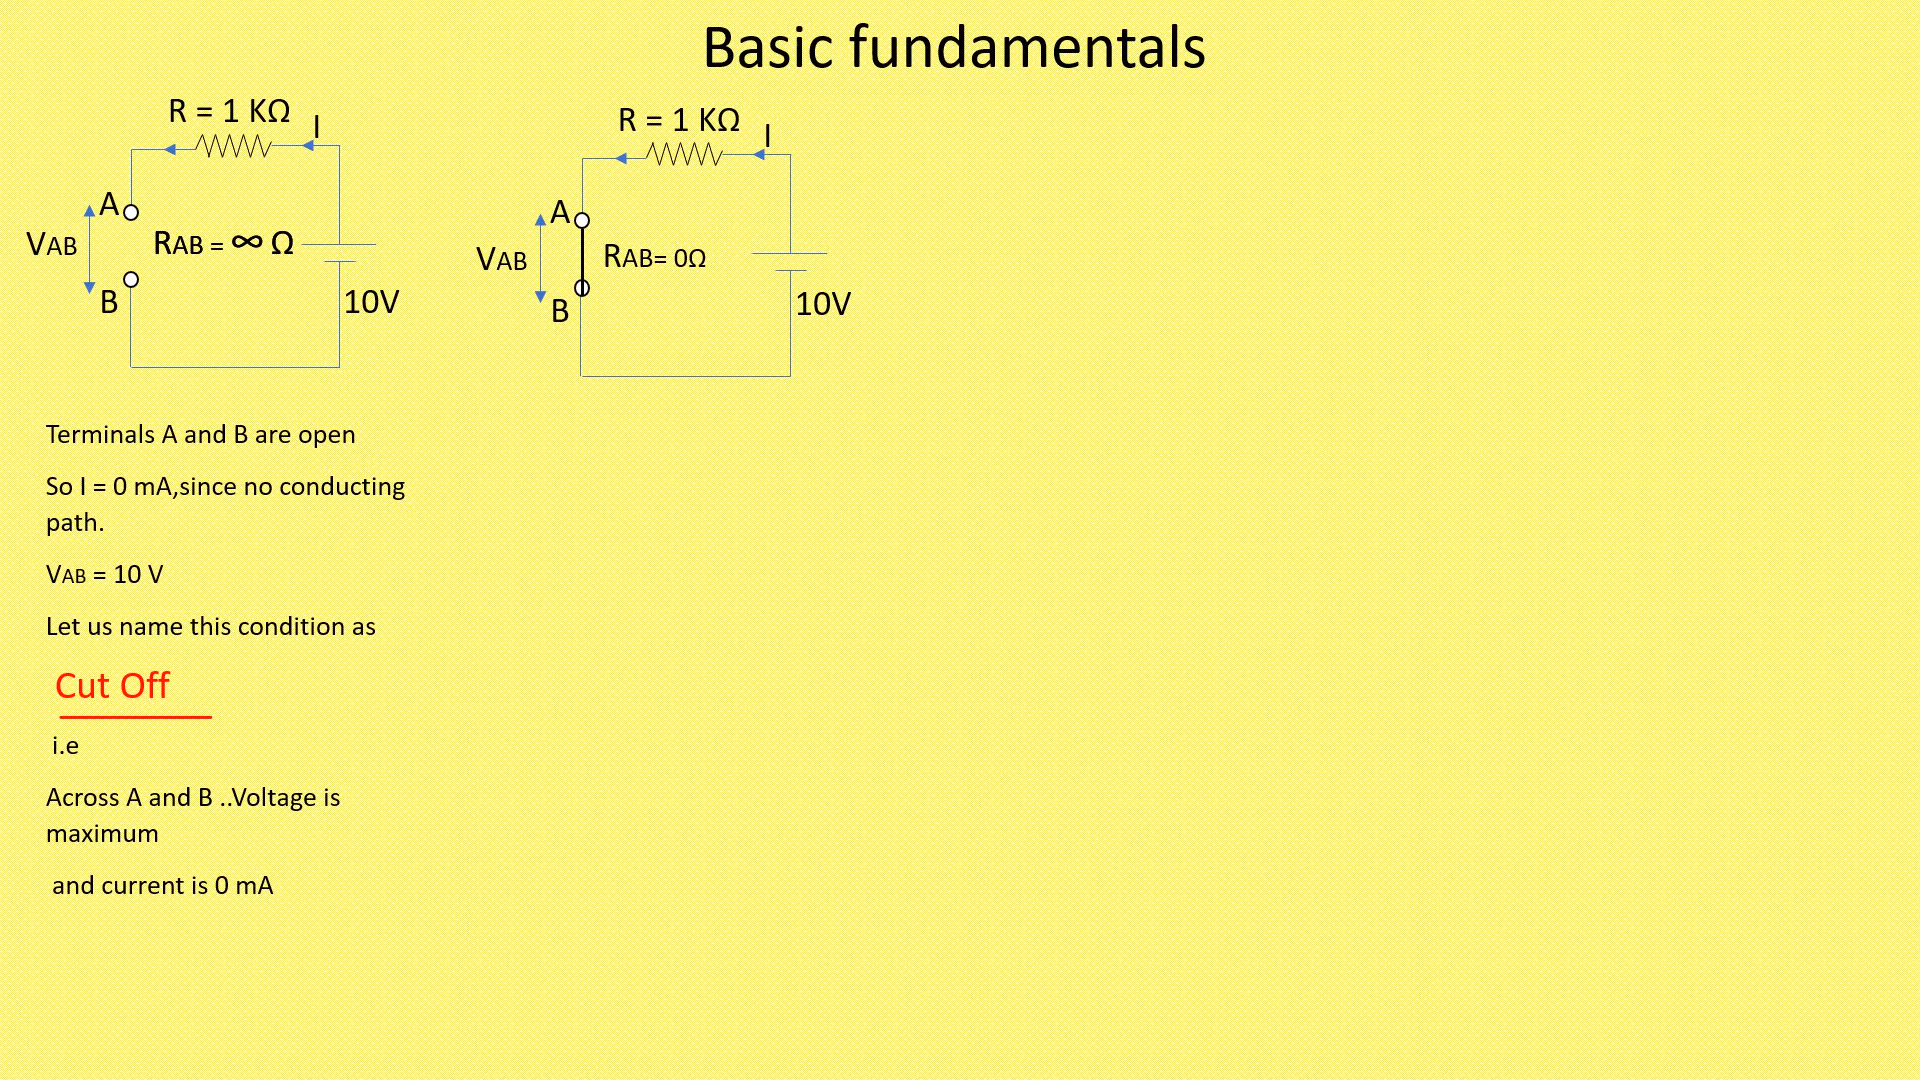 Basic fundamentals
R = 1 KΩ
I
A
VAB
RAB = ∞ Ω
B
10V
R = 1 KΩ
I
A
VAB
RAB= 0Ω
B
10V
Terminals A and B are open
So I = 0 mA,since no conducting
path.
VAB = 10 V
Let us name this condition as
Cut Off
i.e
Across A and B ..Voltage is
maximum
and current is 0 mA